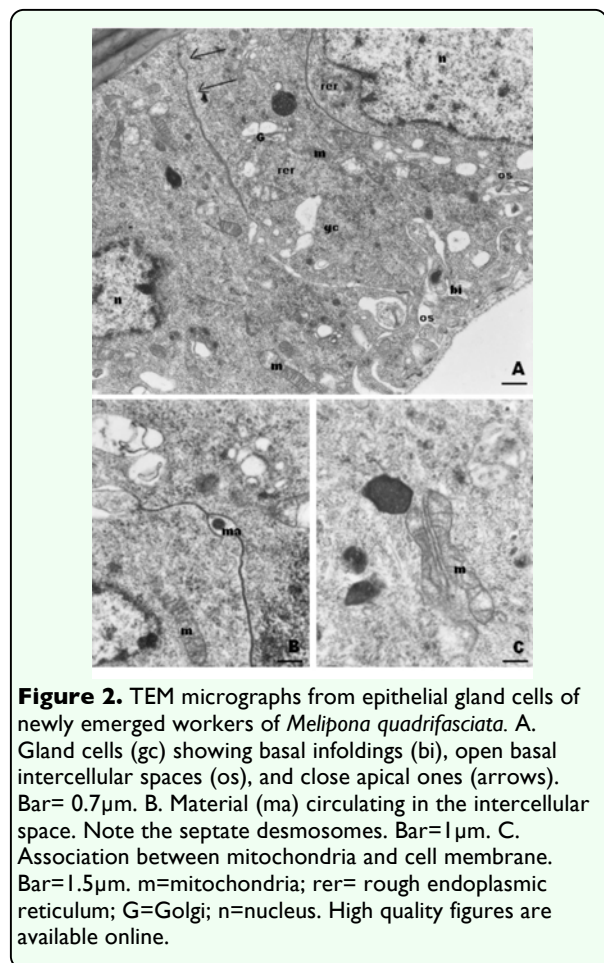 n
rer
G
m
rer
os
gc
n
bi
os
m
A
ma
m
B
m
C
Figure 2. TEM micrographs from epithelial gland cells of
newly emerged workers of Melipona quadrifasciata. A.
Gland cells (gc) showing basal infoldings (bi), open basal
intercellular spaces (os), and close apical ones (arrows).
Bar= 0.7µm. B. Material (ma) circulating in the intercellular
space. Note the septate desmosomes. Bar=1µm. C.
Association between mitochondria and cell membrane.
Bar=1.5µm. m=mitochondria; rer= rough endoplasmic
reticulum; G=Golgi; n=nucleus. High quality figures are
available online.